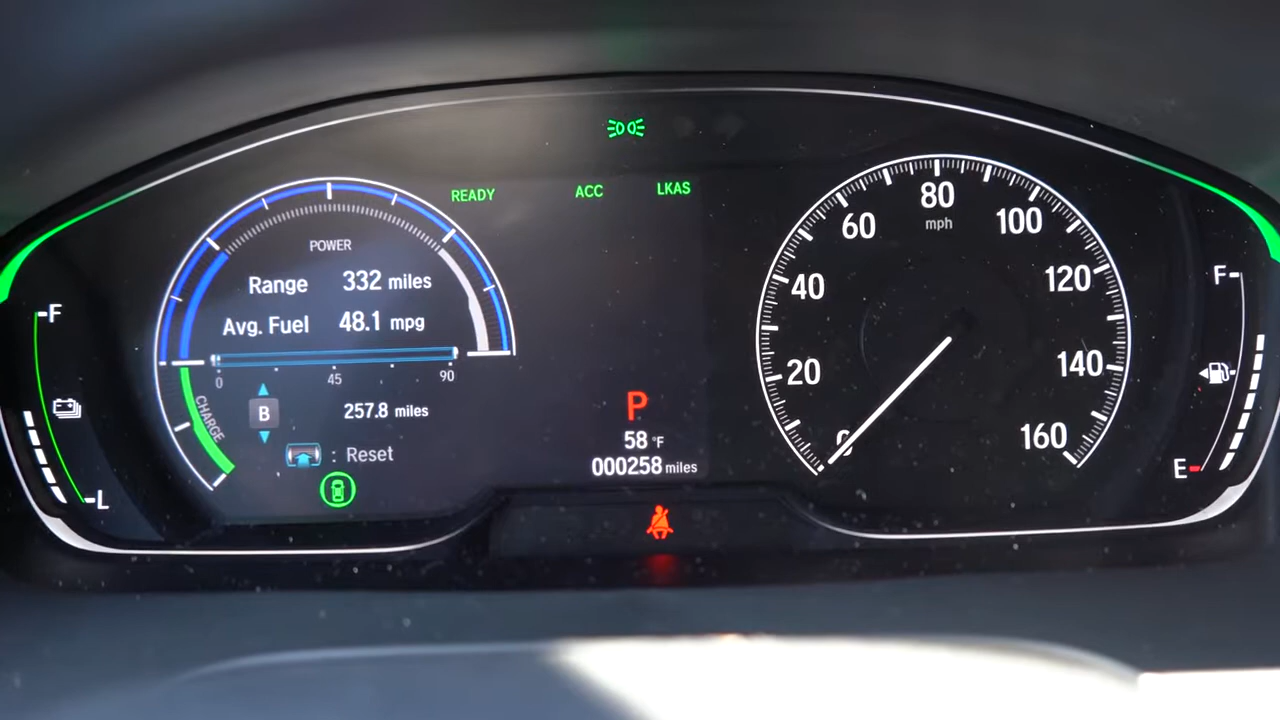 READY ACC LKAS
POWER
Range 332 miles
Avg. Fuel 48.1 mpg
0 45 90
CHARGE
B 257.8 miles
: Reset
F
L
P
58 °F
000258 miles
0
20
40
60
80
mph
100
120
140
160
F
E